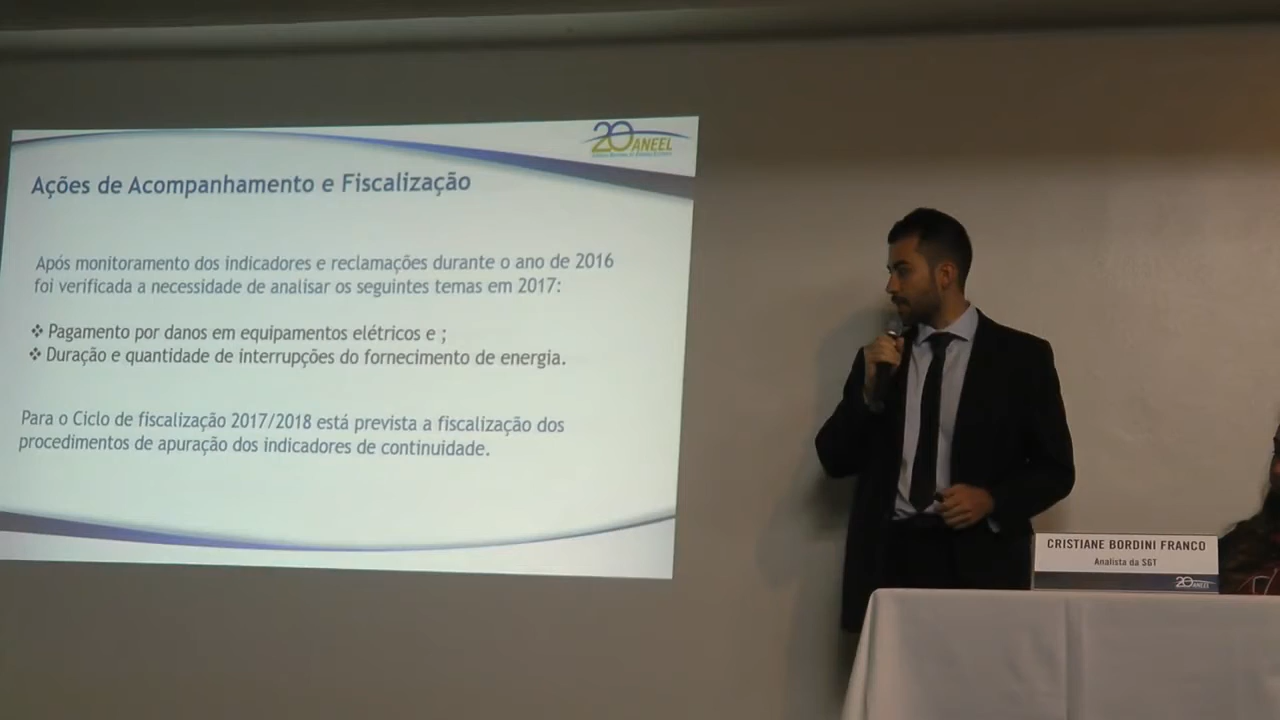 20 ANEEL
Ações de Acompanhamento e Fiscalização
Após monitoramento dos indicadores e reclamações durante o ano de 2016
foi verificada a necessidade de analisar os seguintes temas em 2017:
❖ Pagamento por danos em equipamentos elétricos e ;
❖ Duração e quantidade de interrupções do fornecimento de energia.
Para o Ciclo de fiscalização 2017/2018 está prevista a fiscalização dos
procedimentos de apuração dos indicadores de continuidade.
CRISTIANE BORDINI FRANCO
Analista da SGT
20 ANEEL